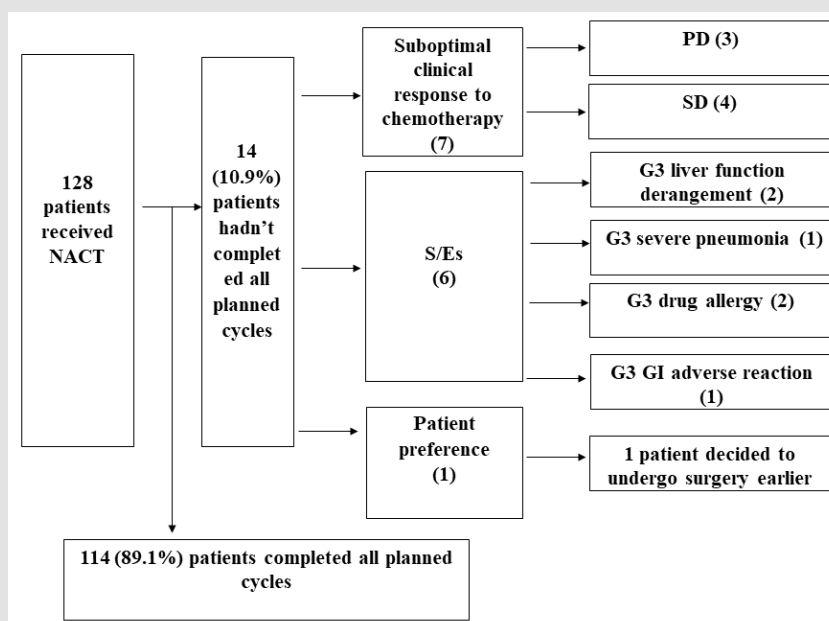 128
patients
received
NACT
14
(10.9%)
patients
hadn't
complet
ed all
planned
cycles
Suboptimal
clinical
response to
chemotherapy
(7)
PD (3)
SD (4)
S/Es
(6)
G3 liver function
derangement (2)
G3 severe pneumonia (1)
G3 drug allergy (2)
G3 GI adverse reaction
(1)
Patient
preference
(1)
1 patient decided to
undergo surgery earlier
114 (89.1%) patients completed all planned
cycles